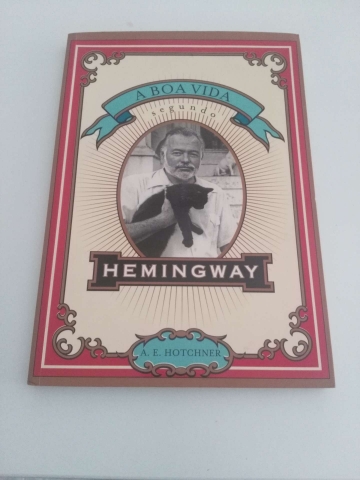 A BOA VIDA
segundo
HEMINGWAY
A. E. HOTCHNER